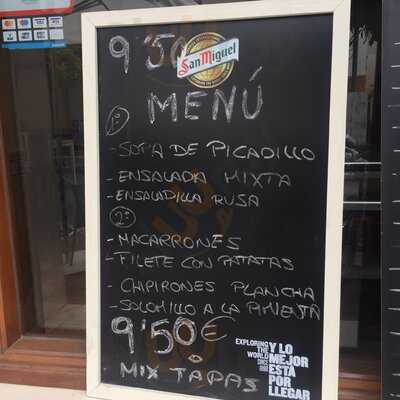 9'50
San Miguel
MENÚ
1º
- SOPA DE PICADILLO
- ENSALADA MIXTA
- ENSALADILLA RUSA
2º
- MACARRONES
- FILETE CON PATATAS
- CHIPIRONES PLANCHA
- SOLOMILLO A LA PIMIENTA
9'50€
Ó
MIX TAPAS
EXPLORING THE WORLD SINCE 1890
Y LO MEJOR ESTÁ POR LLEGAR